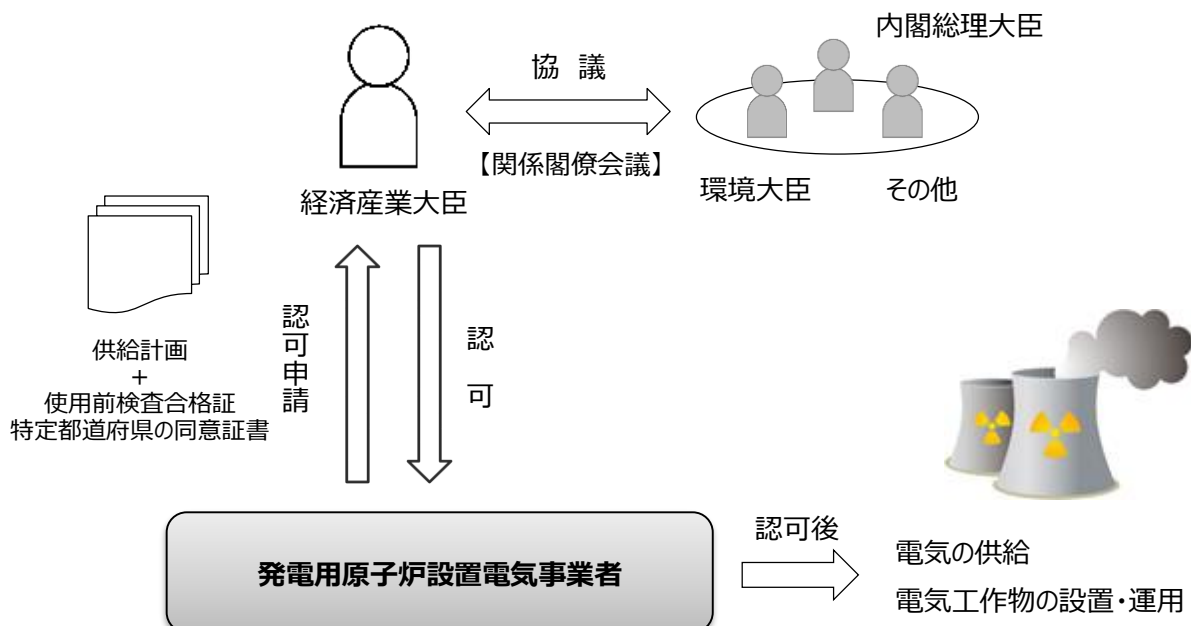 内閣総理大臣
協 議
【関係閣僚会議】
環境大臣
その他
経済産業大臣
認可申請
認可
供給計画
+
使用前検査合格証
特定都道府県の同意証書
発電用原子炉設置電気事業者
認可後
電気の供給
電気工作物の設置・運用